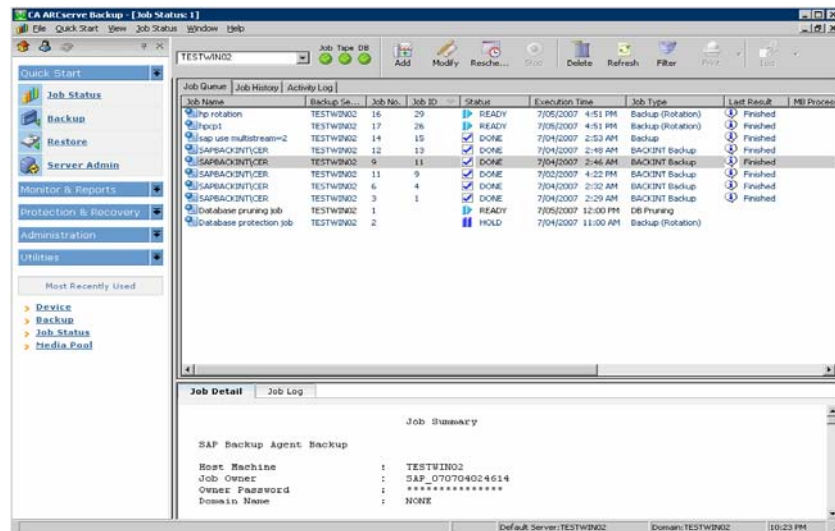 CA ARCserve Backup - [Job Status: 1]
File Quick Start View Job Status Window Help
TESTWIN02 Job Tape DB Add Modify Resche... Stop Delete Refresh Filter Print
Quick Start
Job Status
Backup
Restore
Server Admin
Monitor & Reports
Protection & Recovery
Administration
Utilities
Most Recently Used
Device
Backup
Job Status
Media Pool
Job Queue Job History Activity Log
Job Name Backup Se... Job No. Job ID Status Execution Time Job Type Last Result MB Proces
hp rotation TESTWIN02 16 29 READY 7/05/2007 4:51 PM Backup (Rotation) Finished
hpcp1 TESTWIN02 17 26 READY 7/05/2007 4:51 PM Backup (Rotation) Finished
sap use multistream=2 TESTWIN02 14 15 DONE 7/04/2007 2:53 AM Backup Finished
SAPBACKINT\CER TESTWIN02 12 13 DONE 7/04/2007 2:48 AM BACKINT Backup Finished
SAPBACKINT\CER TESTWIN02 9 11 DONE 7/04/2007 2:46 AM BACKINT Backup Finished
SAPBACKINT\CER TESTWIN02 11 9 DONE 7/02/2007 4:22 PM BACKINT Backup Finished
SAPBACKINT\CER TESTWIN02 6 4 DONE 7/04/2007 2:32 AM BACKINT Backup Finished
SAPBACKINT\CER TESTWIN02 3 1 DONE 7/04/2007 2:29 AM BACKINT Backup Finished
Database pruning job TESTWIN02 1 READY 7/05/2007 12:00 PM DB Pruning
Database protection job TESTWIN02 2 HOLD 7/04/2007 11:00 AM Backup (Rotation)
Job Detail Job Log
Job Summary
SAP Backup Agent Backup
Host Machine : TESTWIN02
Job Owner : SAP_070704024614
Owner Password : ***************
Domain Name : NONE
Default Server:TESTWIN02 Domain:TESTWIN02 10:23 PM